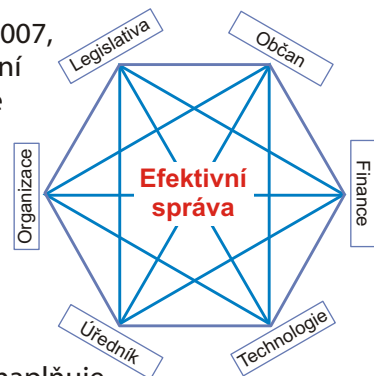 007,
ní
e
Legislativa
Občan
Organizace
Efektivní
správa
Finance
Úředník
Technologie
naplňuje